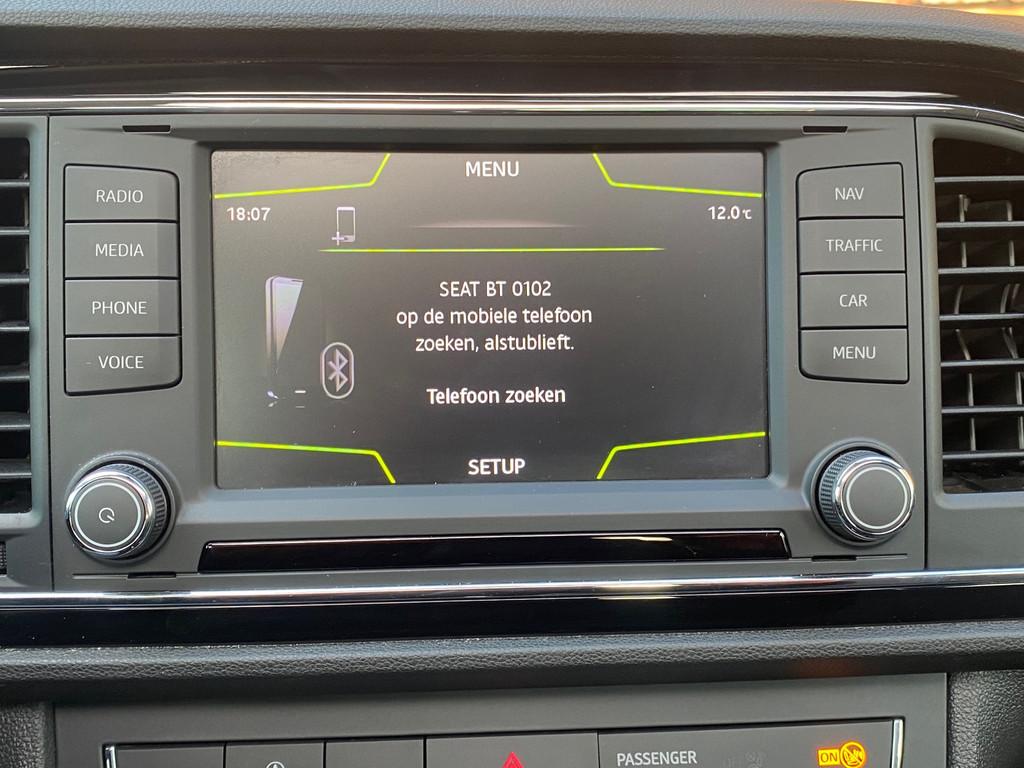 MENU
18:07
12.0°C
SEAT BT 0102
op de mobiele telefoon
zoeken, alstublieft.
Telefoon zoeken
SETUP
RADIO
MEDIA
PHONE
VOICE
NAV
TRAFFIC
CAR
MENU
PASSENGER
ON